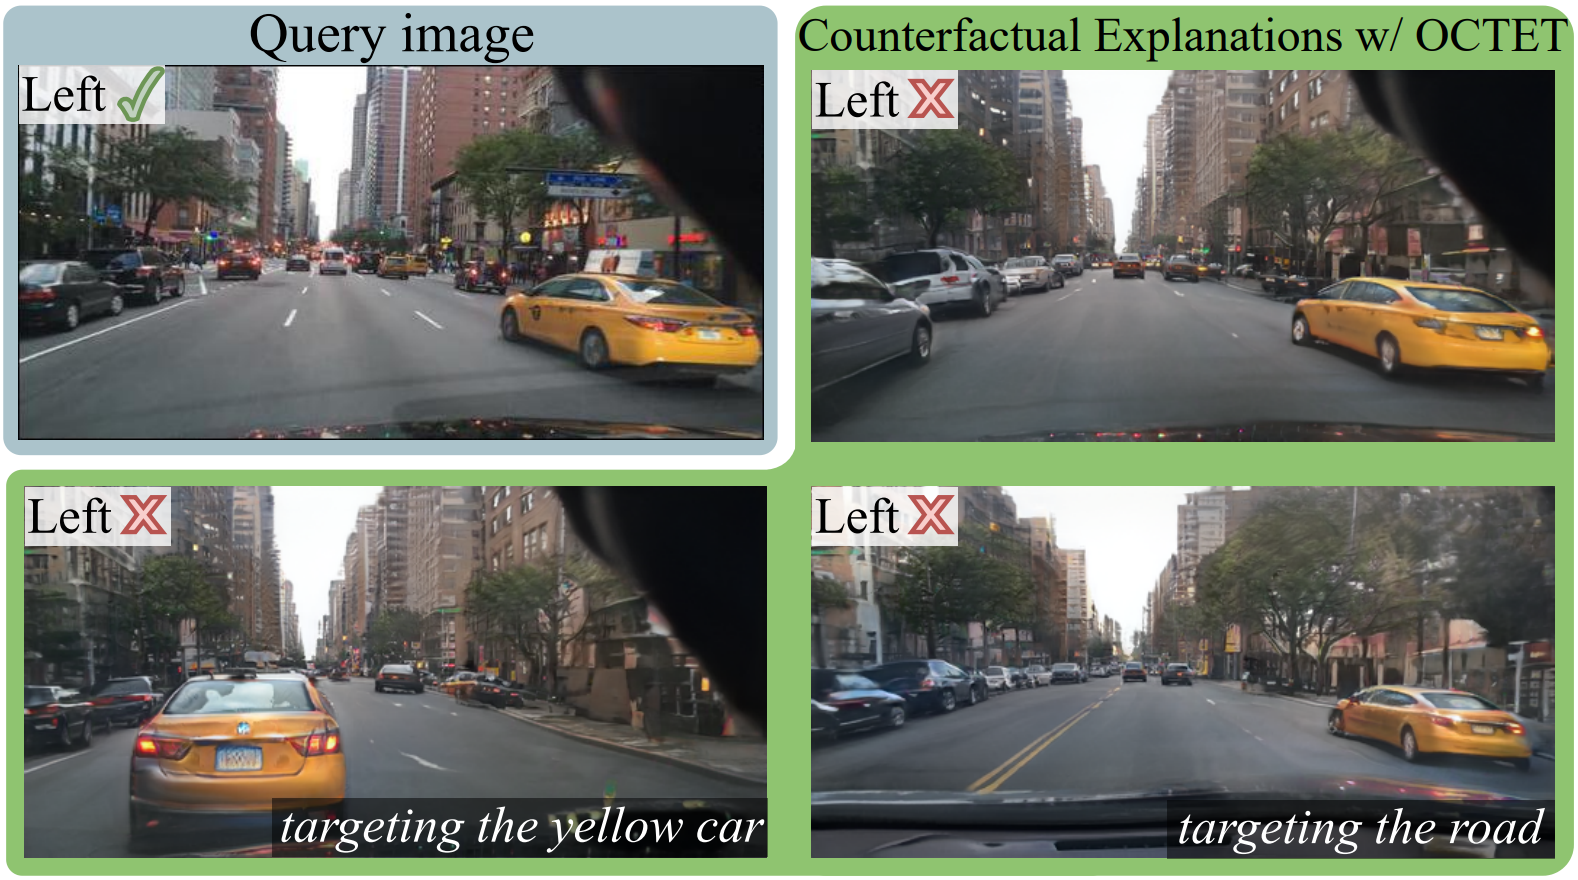 Query image
Counterfactual Explanations w/ OCTET
Left
Left
Left
Left
targeting the yellow car
targeting the road